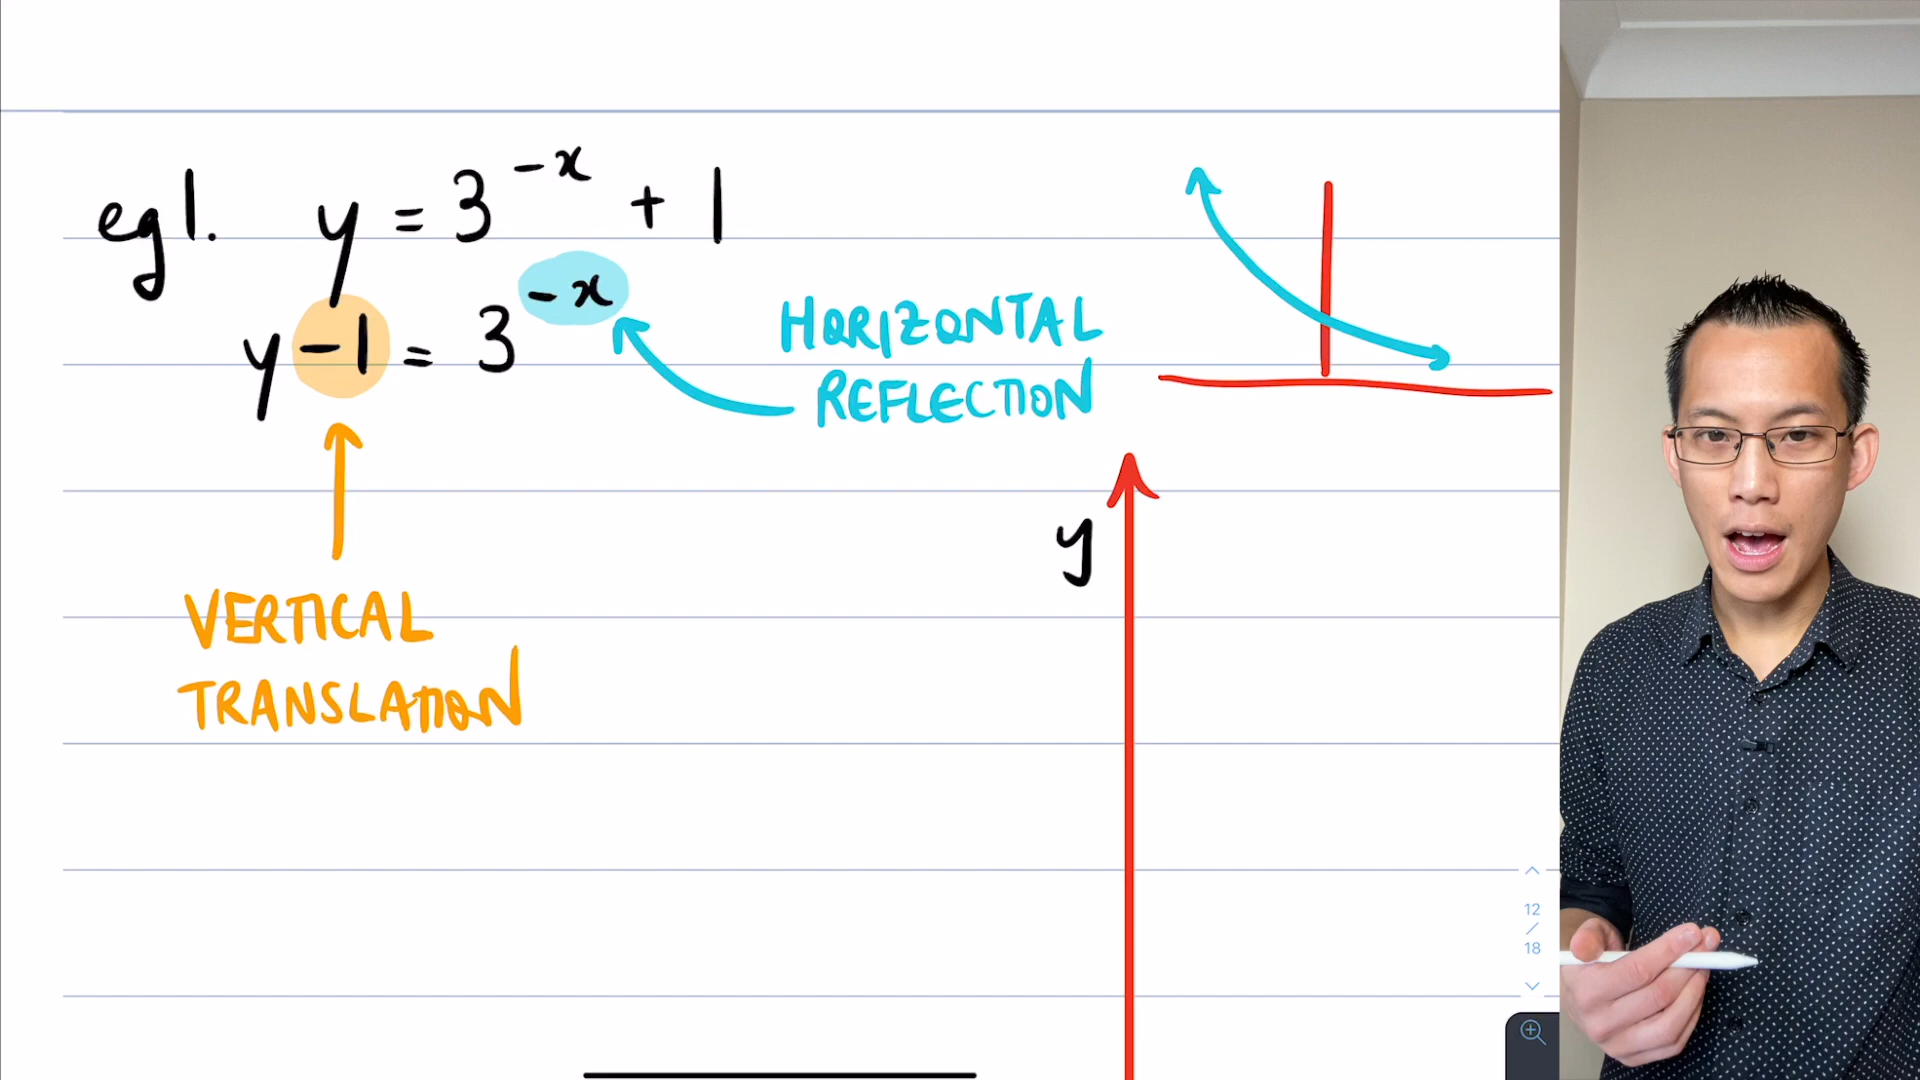 eg1. y = 3^{-x} + 1
y - 1 = 3^{-x}
HORIZONTAL
REFLECTION
VERTICAL
TRANSLATION
y
12
/
18